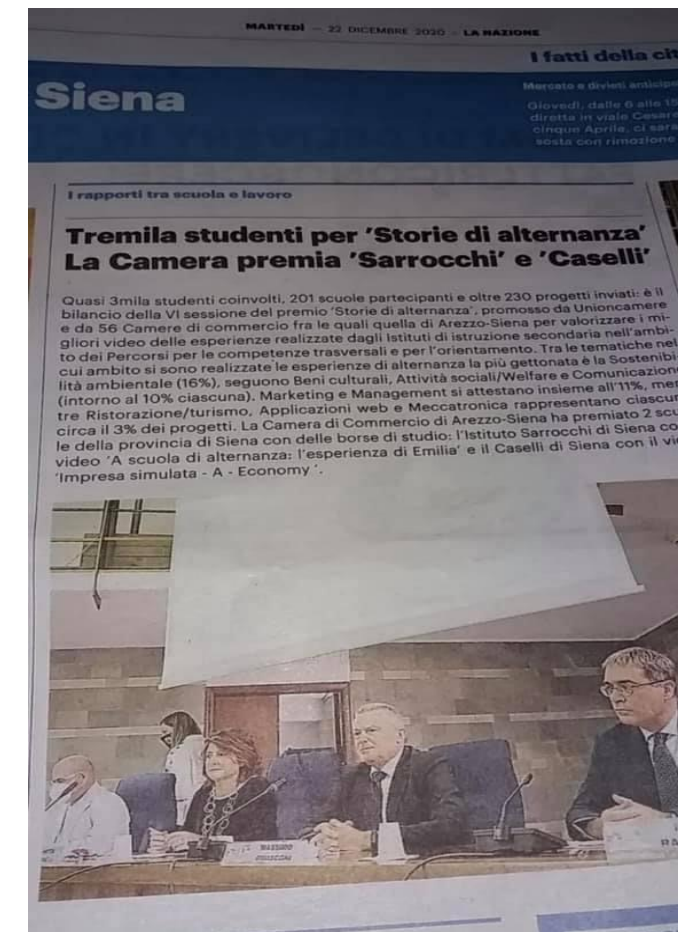 MARTEDÌ — 22 DICEMBRE 2020 – LA NAZIONE
I fatti della cit
Siena
Mercato e divieti anticipo
Giovedì, dalle 6 alle 15
diretta in viale Cesare
cinque Aprile, ci sarà
sosta con rimozione
I rapporti tra scuola e lavoro
Tremila studenti per 'Storie di alternanza'
La Camera premia 'Sarrocchi' e 'Caselli'
Quasi 3mila studenti coinvolti, 201 scuole partecipanti e oltre 230 progetti inviati: è il
bilancio della VI sessione del premio 'Storie di alternanza', promosso da Unioncamere
e da 56 Camere di commercio fra le quali quella di Arezzo-Siena per valorizzare i mi-
gliori video delle esperienze realizzate dagli Istituti di istruzione secondaria nell'ambi-
to dei Percorsi per le competenze trasversali e per l'orientamento. Tra le tematiche nel
cui ambito si sono realizzate le esperienze di alternanza la più gettonata è la Sostenibi
lità ambientale (16%), seguono Beni culturali, Attività sociali/Welfare e Comunicazion
(intorno al 10% ciascuna). Marketing e Management si attestano insieme all'11%, men
tre Ristorazione/turismo, Applicazioni web e Meccatronica rappresentano ciascun
circa il 3% dei progetti. La Camera di Commercio di Arezzo-Siena ha premiato 2 scu
le della provincia di Siena con delle borse di studio: l'Istituto Sarrocchi di Siena co
video 'A scuola di alternanza: l'esperienza di Emilia' e il Caselli di Siena con il vid
'Impresa simulata - A - Economy '.
MASSIMO
GUASCONI